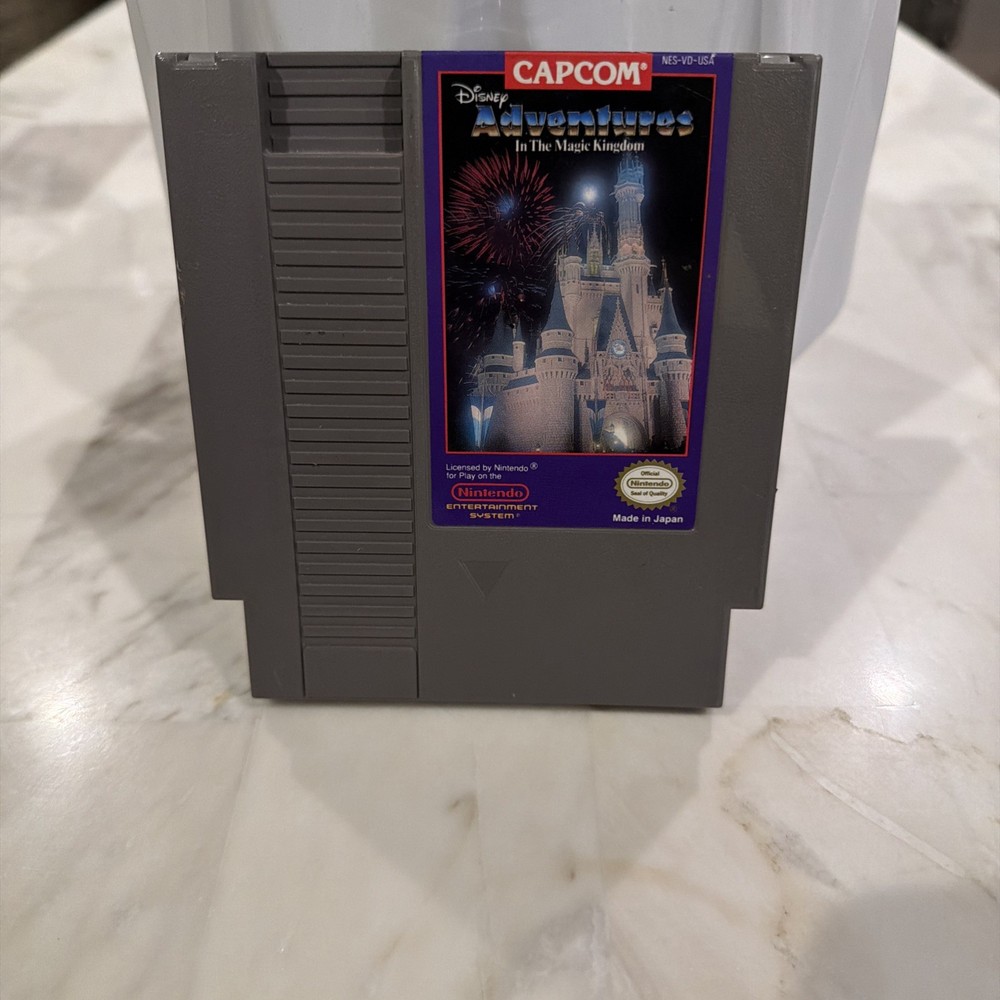 CAPCOM®
NES-VD-USA
Disney
Adventures
In The Magic Kingdom
Licensed by Nintendo®
for Play on the
Nintendo
ENTERTAINMENT
SYSTEM
Official
Nintendo
Seal of Quality
Made in Japan